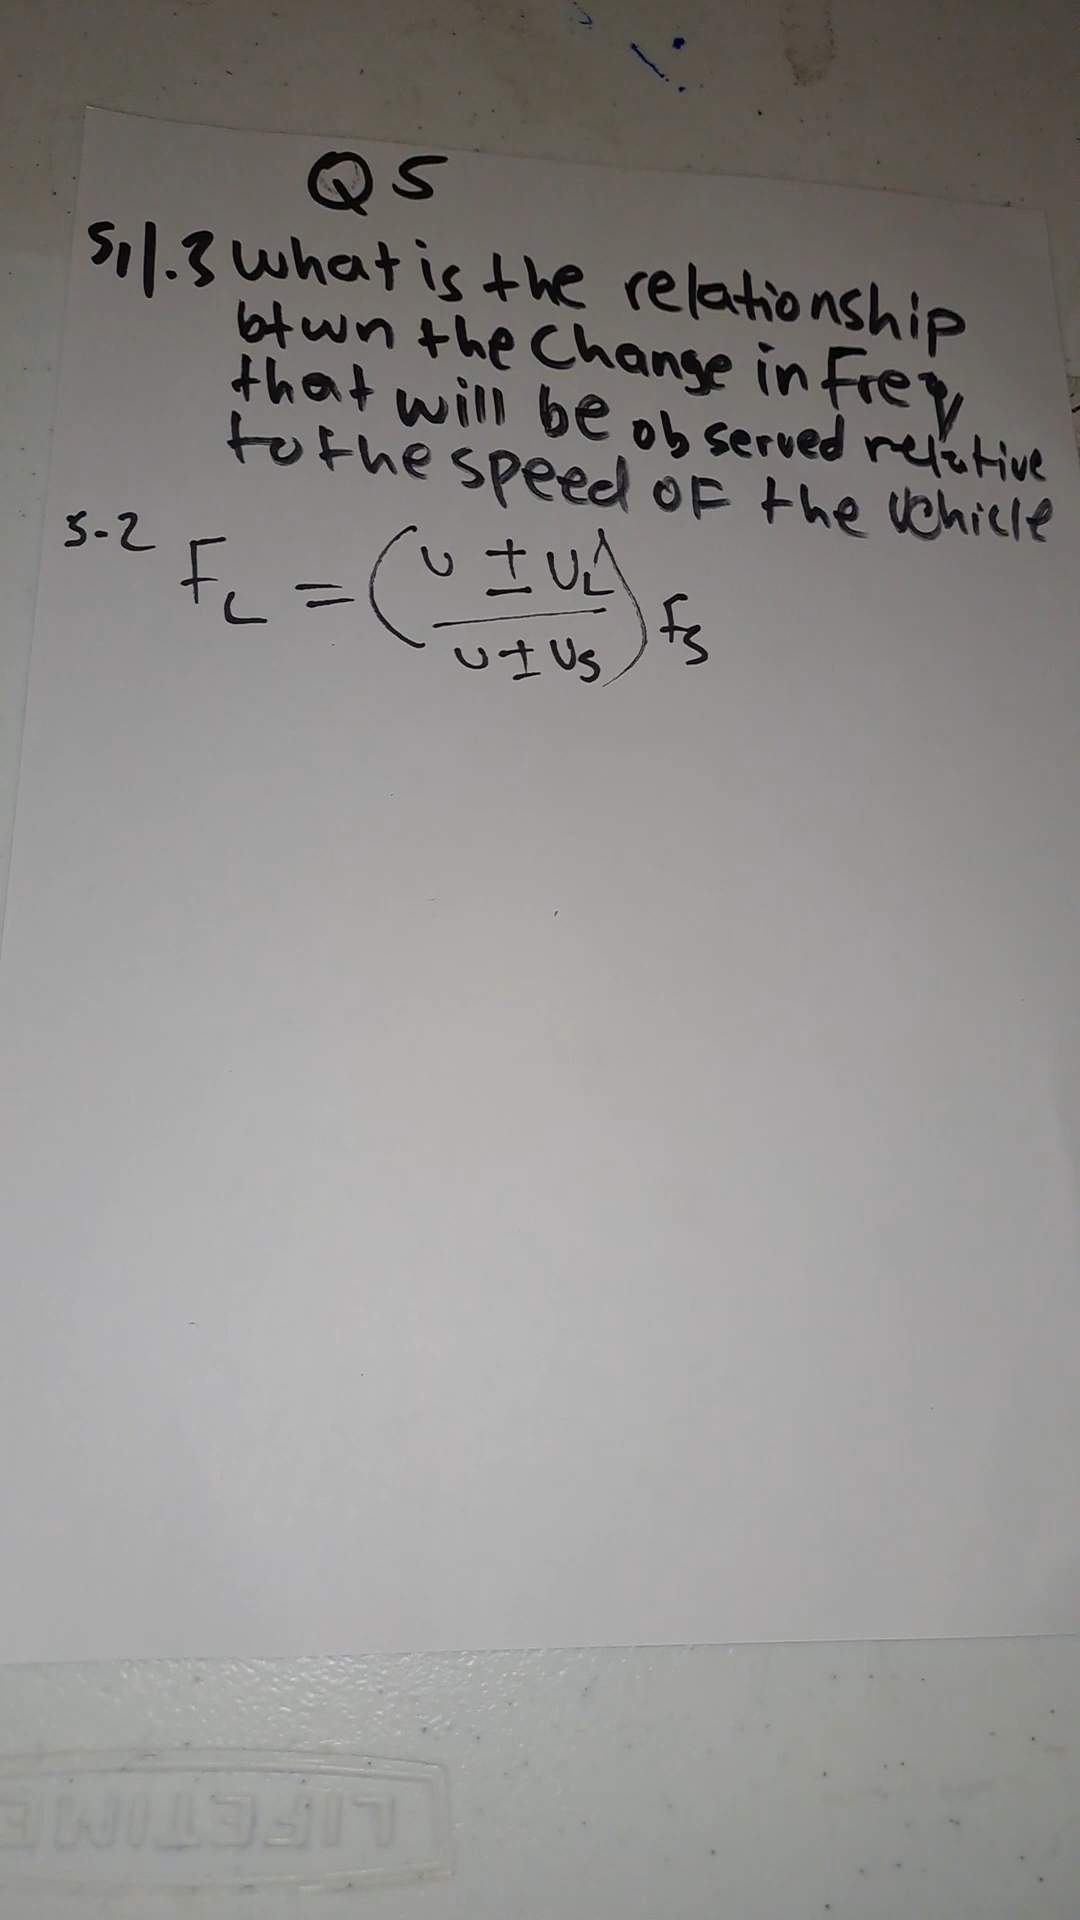 Q5
5,1.3 what is the relationship
btwn the change in freq
that will be observed relative
to the speed of the vehicle
5-2 FL = (v ± vL / v ± vs) fs
LIFETIME